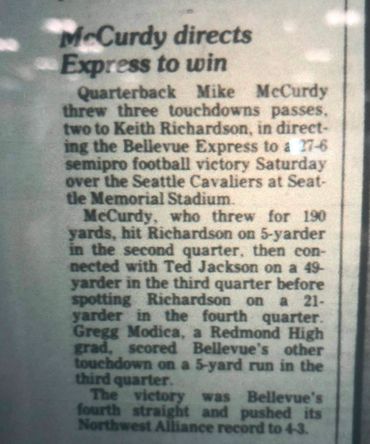 McCurdy directs
Express to win
Quarterback Mike McCurdy
threw three touchdowns passes,
two to Keith Richardson, in direct-
ing the Bellevue Express to a 27-6
semipro football victory Saturday
over the Seattle Cavaliers at Seat-
tle Memorial Stadium.
McCurdy, who threw for 190
yards, hit Richardson on 5-yarder
in the second quarter, then con-
nected with Ted Jackson on a 49-
yarder in the third quarter before
spotting Richardson on a 21-
yarder in the fourth quarter.
Gregg Modica, a Redmond High
grad, scored Bellevue's other
touchdown on a 5-yard run in the
third quarter.
The victory was Bellevue's
fourth straight and pushed its
Northwest Alliance record to 4-3.